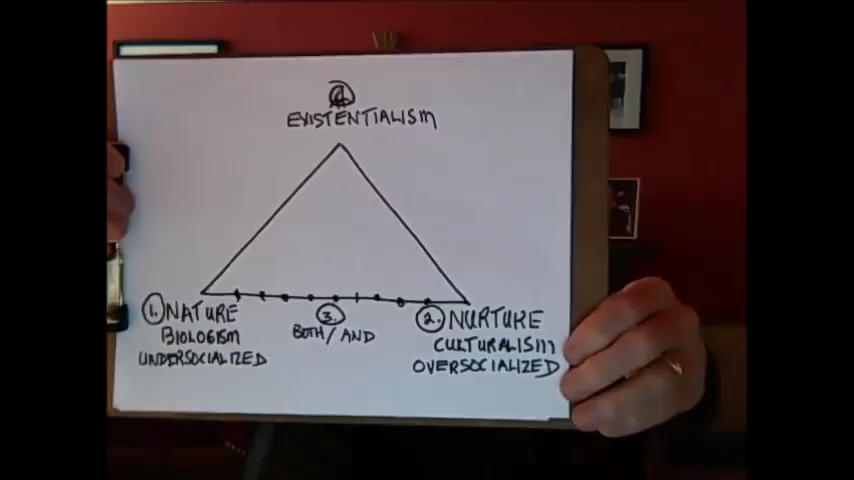 4
EXISTENTIALISM
1. NATURE
BIOLOGISM
UNDERSOCIALIZED
3.
BOTH/AND
2. NURTURE
CULTURALISM
OVERSOCIALIZED